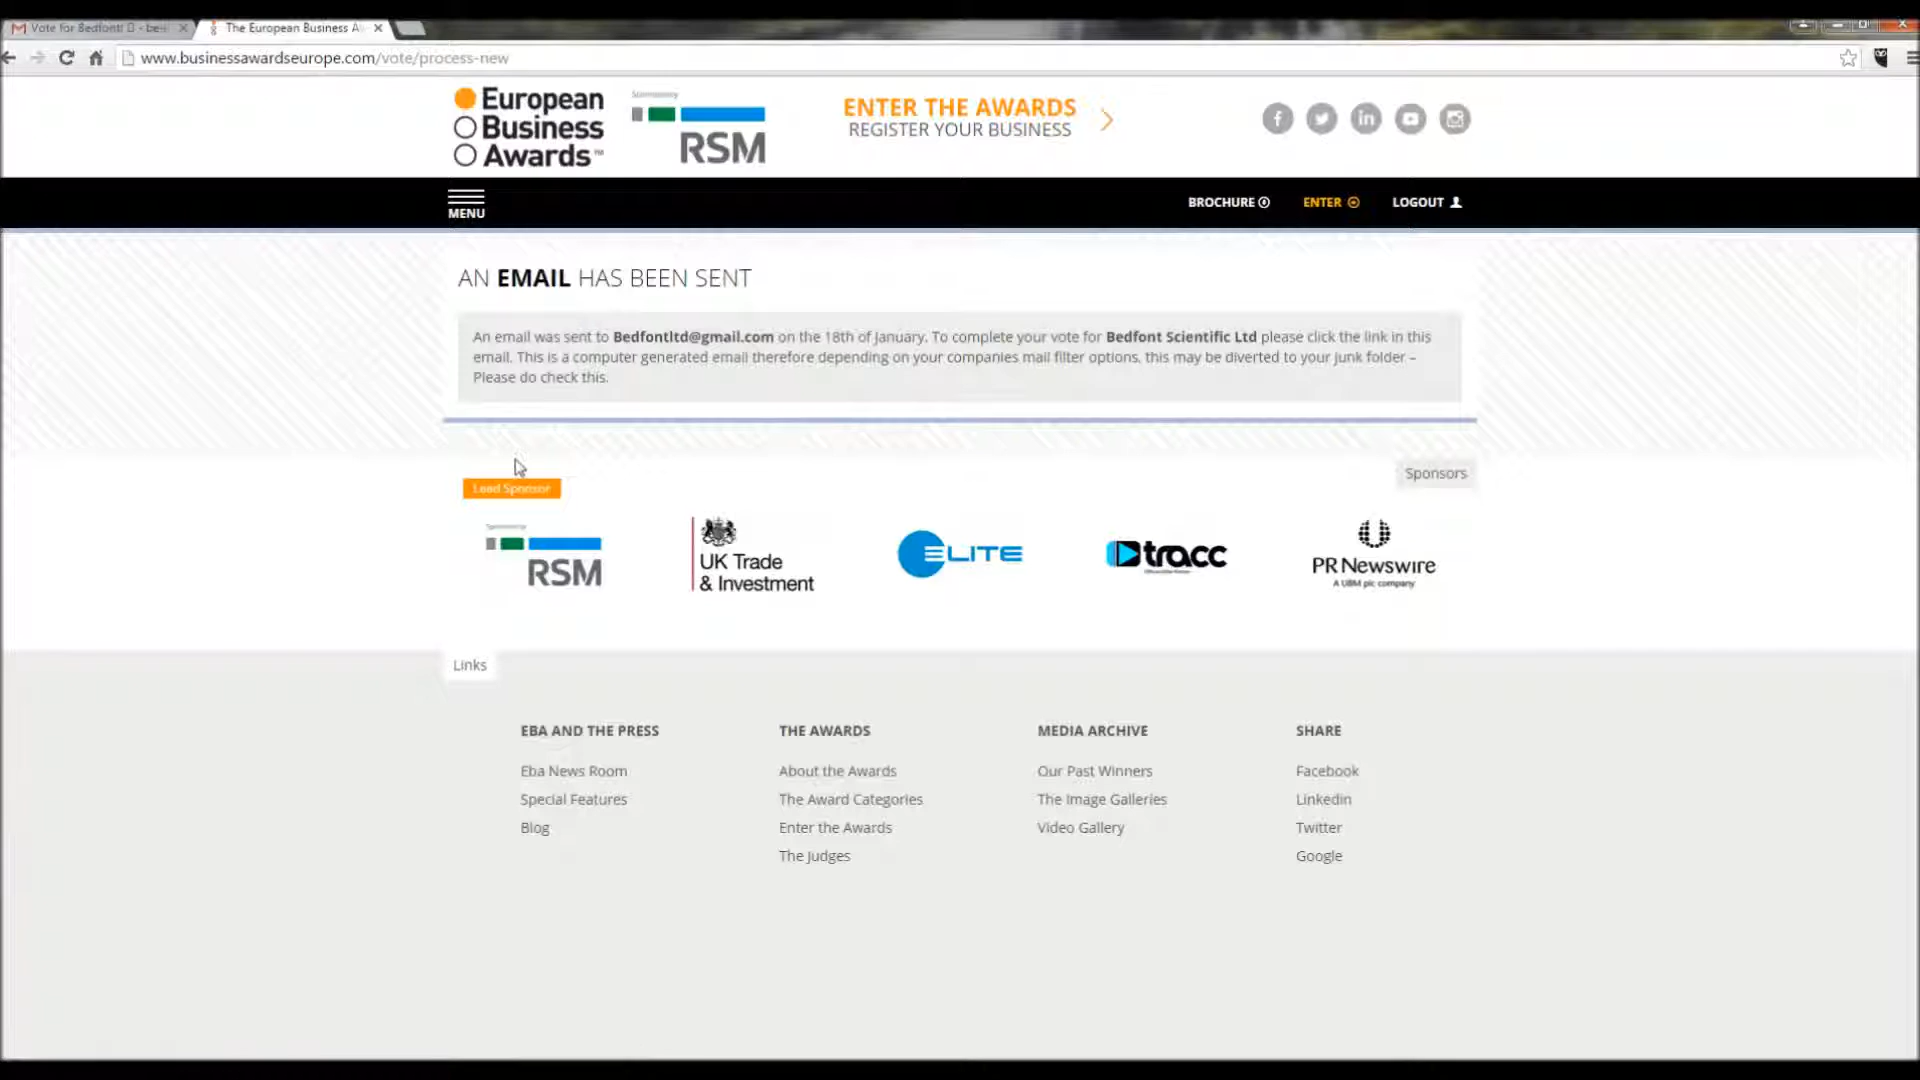 Vote for Bedfont!
The European Business A
www.businessawardseurope.com/vote/process-new
European
Business
Awards™
RSM
ENTER THE AWARDS
REGISTER YOUR BUSINESS
MENU
BROCHURE
ENTER
LOGOUT
AN EMAIL HAS BEEN SENT
An email was sent to Bedfontltd@gmail.com on the 18th of January. To complete your vote for Bedfont Scientific Ltd please click the link in this
email. This is a computer generated email therefore depending on your companies mail filter options, this may be diverted to your junk folder –
Please do check this.
Lead Sponsor
Sponsors
RSM
UK Trade
& Investment
ELITE
tracc
PR Newswire
A UBM plc company
Links
EBA AND THE PRESS
Eba News Room
Special Features
Blog
THE AWARDS
About the Awards
The Award Categories
Enter the Awards
The Judges
MEDIA ARCHIVE
Our Past Winners
The Image Galleries
Video Gallery
SHARE
Facebook
Linkedin
Twitter
Google